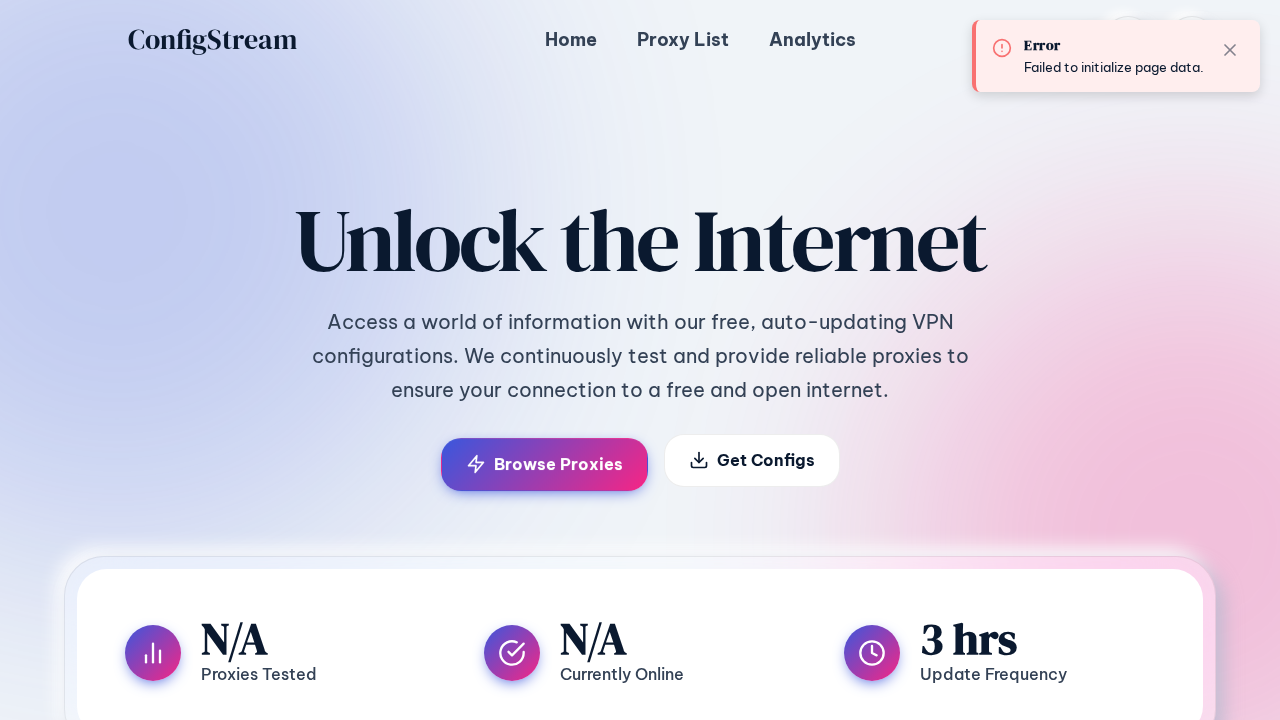 ConfigStream
Home
Proxy List
Analytics
Error
Failed to initialize page data.
Unlock the Internet
Access a world of information with our free, auto-updating VPN
configurations. We continuously test and provide reliable proxies to
ensure your connection to a free and open internet.
Browse Proxies
Get Configs
N/A
Proxies Tested
N/A
Currently Online
3 hrs
Update Frequency